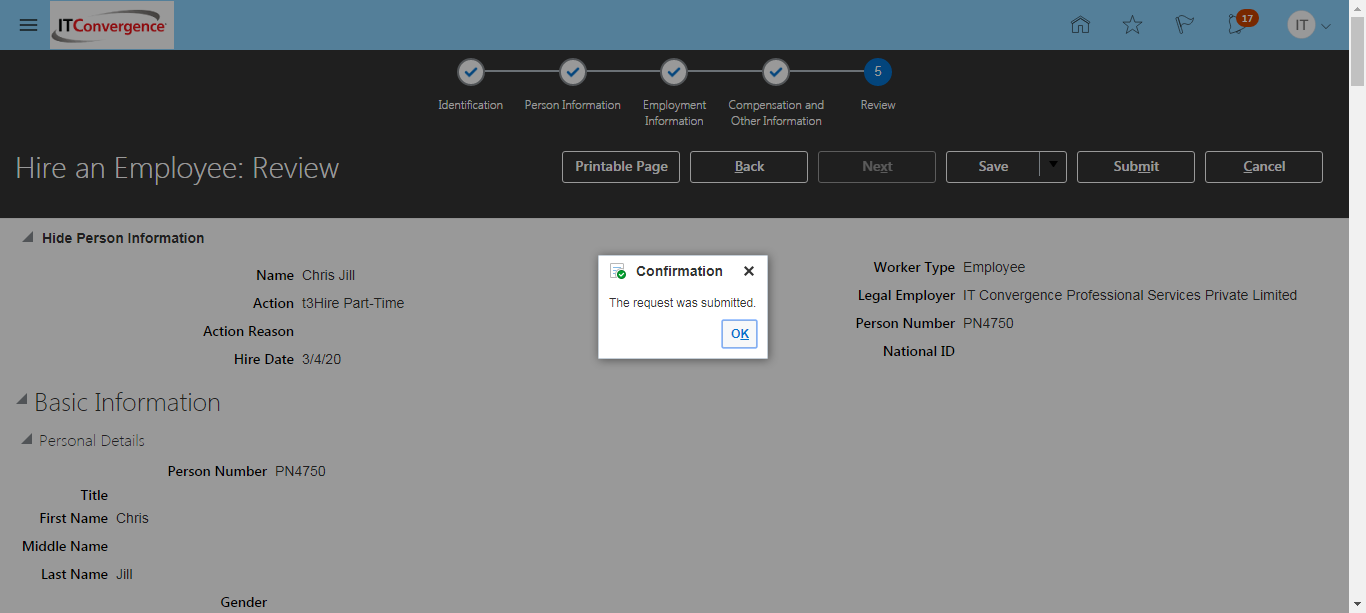 ITConvergence
17
IT
5
Identification
Person Information
Employment
Information
Compensation and
Other Information
Review
Hire an Employee: Review
Printable Page
Back
Next
Save
Submit
Cancel
Hide Person Information
Name Chris Jill
Action t3Hire Part-Time
Action Reason
Hire Date 3/4/20
Confirmation
The request was submitted.
OK
Worker Type Employee
Legal Employer IT Convergence Professional Services Private Limited
Person Number PN4750
National ID
Basic Information
Personal Details
Person Number PN4750
Title
First Name Chris
Middle Name
Last Name Jill
Gender